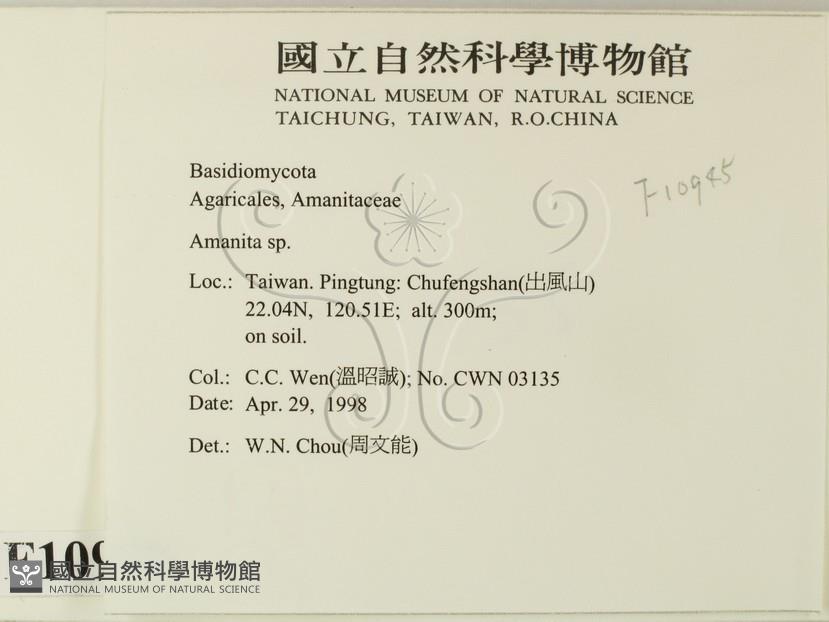 國立自然科學博物館
NATIONAL MUSEUM OF NATURAL SCIENCE
TAICHUNG, TAIWAN, R.O.CHINA
F10945
Basidiomycota
Agaricales, Amanitaceae
Amanita sp.
Loc.: Taiwan. Pingtung: Chufengshan(出風山)
22.04N, 120.51E; alt. 300m;
on soil.
Col.: C.C. Wen(溫昭誠); No. CWN 03135
Date: Apr. 29, 1998
Det.: W.N. Chou(周文能)
F109
國立自然科學博物館
NATIONAL MUSEUM OF NATURAL SCIENCE